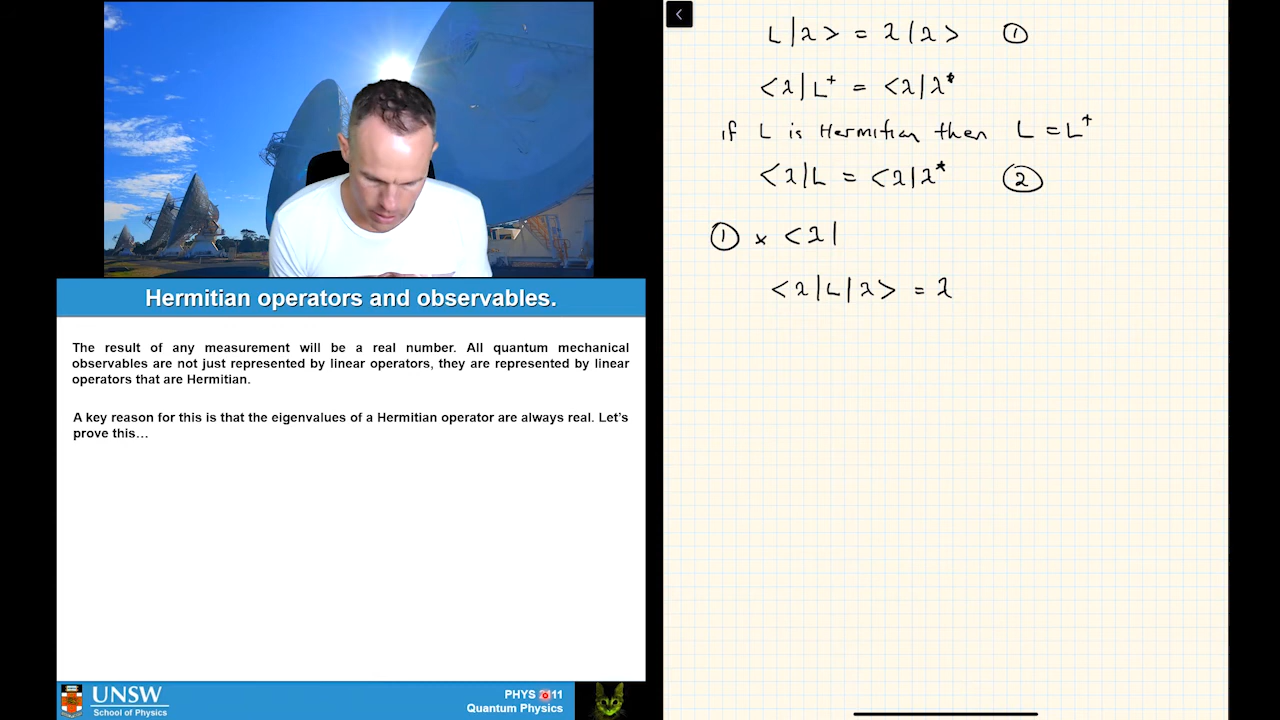 Hermitian operators and observables.
The result of any measurement will be a real number. All quantum mechanical
observables are not just represented by linear operators, they are represented by linear
operators that are Hermitian.
A key reason for this is that the eigenvalues of a Hermitian operator are always real. Let's
prove this…
UNSW
School of Physics
PHYS 11
Quantum Physics
L|λ> = λ|λ> ①
<λ|L† = <λ|λ*
if L is Hermitian then L = L†
<λ|L = <λ|λ* ②
① × <λ|
<λ|L|λ> = λ